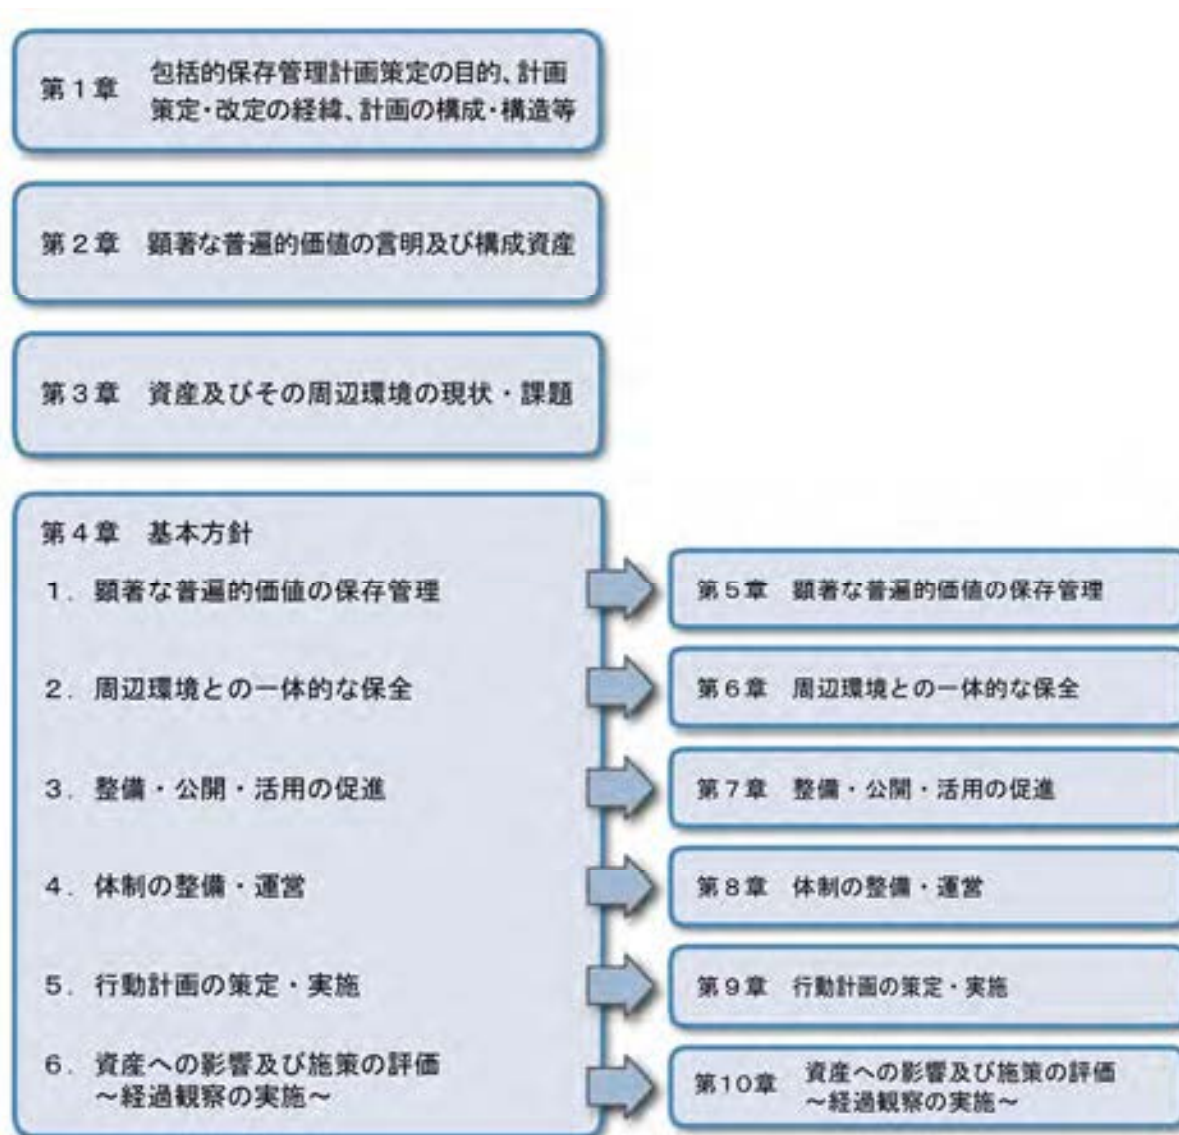 第1章 包括的保存管理計画策定の目的、計画
策定・改定の経緯、計画の構成・構造等
第2章 顕著な普遍的価値の言明及び構成資産
第3章 資産及びその周辺環境の現状・課題
第4章 基本方針
1．顕著な普遍的価値の保存管理
2．周辺環境との一体的な保全
3．整備・公開・活用の促進
4．体制の整備・運営
5．行動計画の策定・実施
6．資産への影響及び施策の評価
～経過観察の実施～
第5章 顕著な普遍的価値の保存管理
第6章 周辺環境との一体的な保全
第7章 整備・公開・活用の促進
第8章 体制の整備・運営
第9章 行動計画の策定・実施
第10章 資産への影響及び施策の評価
～経過観察の実施～